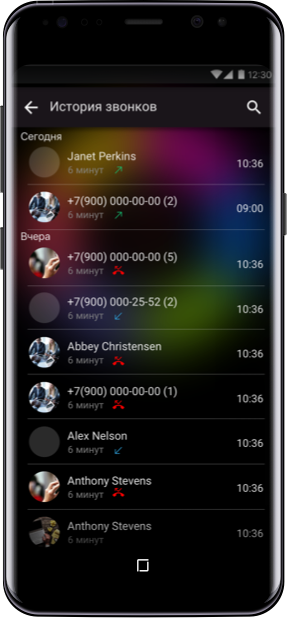 12:30
История звонков
Сегодня
Janet Perkins
6 минут
10:36
+7(900) 000-00-00 (2)
6 минут
09:00
Вчера
+7(900) 000-00-00 (5)
6 минут
10:36
+7(900) 000-25-52 (2)
6 минут
10:36
Abbey Christensen
6 минут
10:36
+7(900) 000-00-00 (1)
6 минут
10:36
Alex Nelson
6 минут
10:36
Anthony Stevens
6 минут
10:36
Anthony Stevens
6 минут
10:36